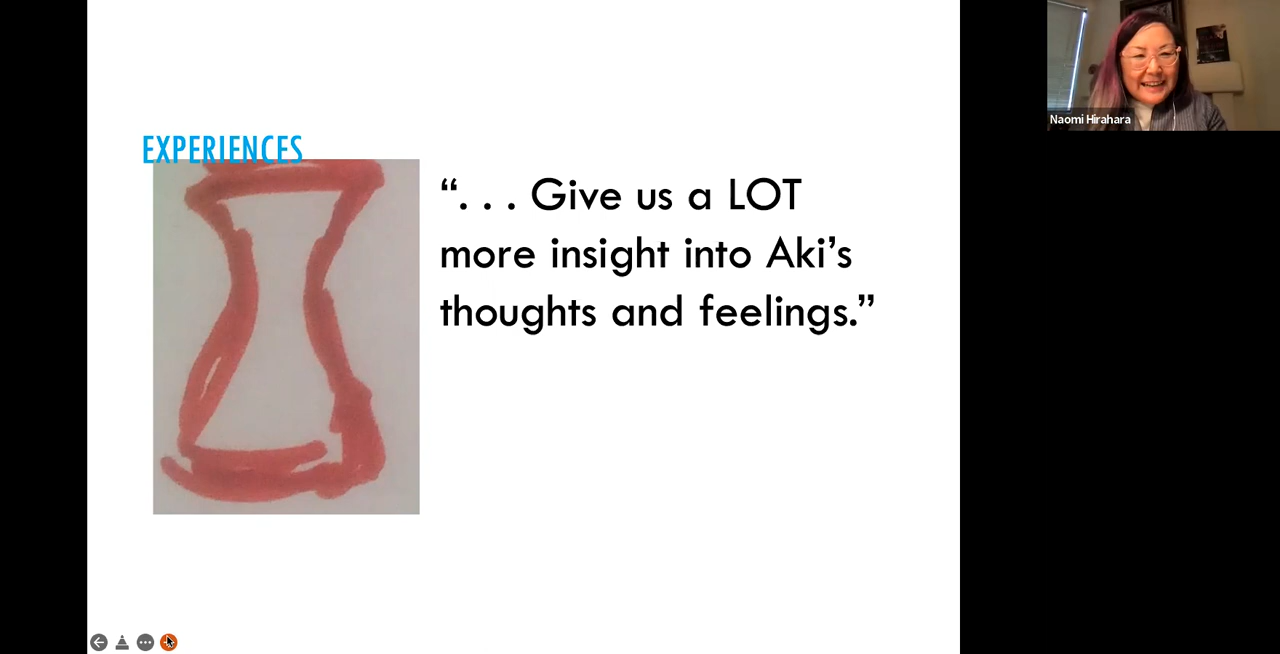 EXPERIENCES
“. . . Give us a LOT
more insight into Aki’s
thoughts and feelings.”
Naomi Hirahara